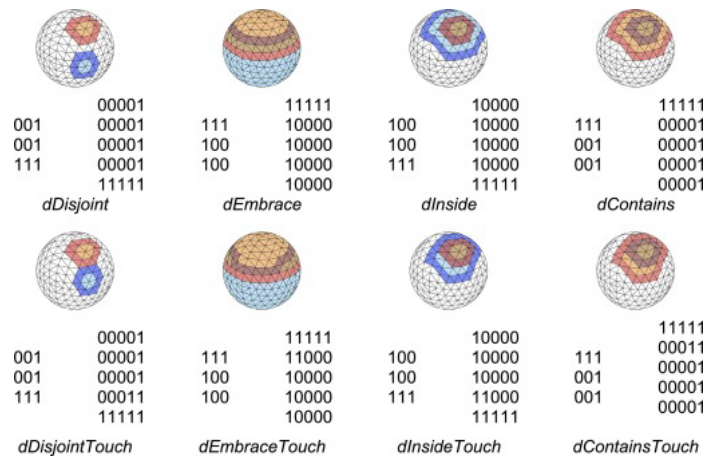 00001 11111 10000 11111
001 00001 111 10000 100 10000 111 00001
001 00001 100 10000 100 10000 001 00001
111 00001 100 10000 111 10000 001 00001
11111 10000 11111 00001
dDisjoint dEmbrace dInside dContains
00001 11111 10000 11111
001 00001 111 11000 100 10000 111 00011
001 00001 100 10000 100 10000 001 00001
111 00011 100 10000 111 11000 001 00001
11111 10000 11111 00001
dDisjointTouch dEmbraceTouch dInsideTouch dContainsTouch